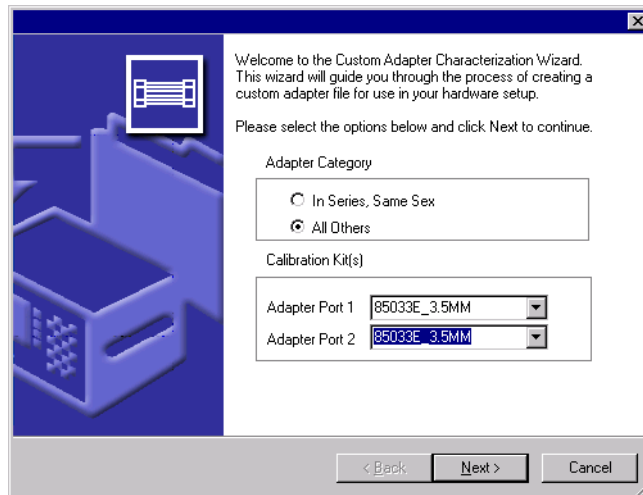 Welcome to the Custom Adapter Characterization Wizard.
This wizard will guide you through the process of creating a
custom adapter file for use in your hardware setup.
Please select the options below and click Next to continue.
Adapter Category
In Series, Same Sex
All Others
Calibration Kit(s)
Adapter Port 1 85033E_3.5MM
Adapter Port 2 85033E_3.5MM
< Back Next > Cancel